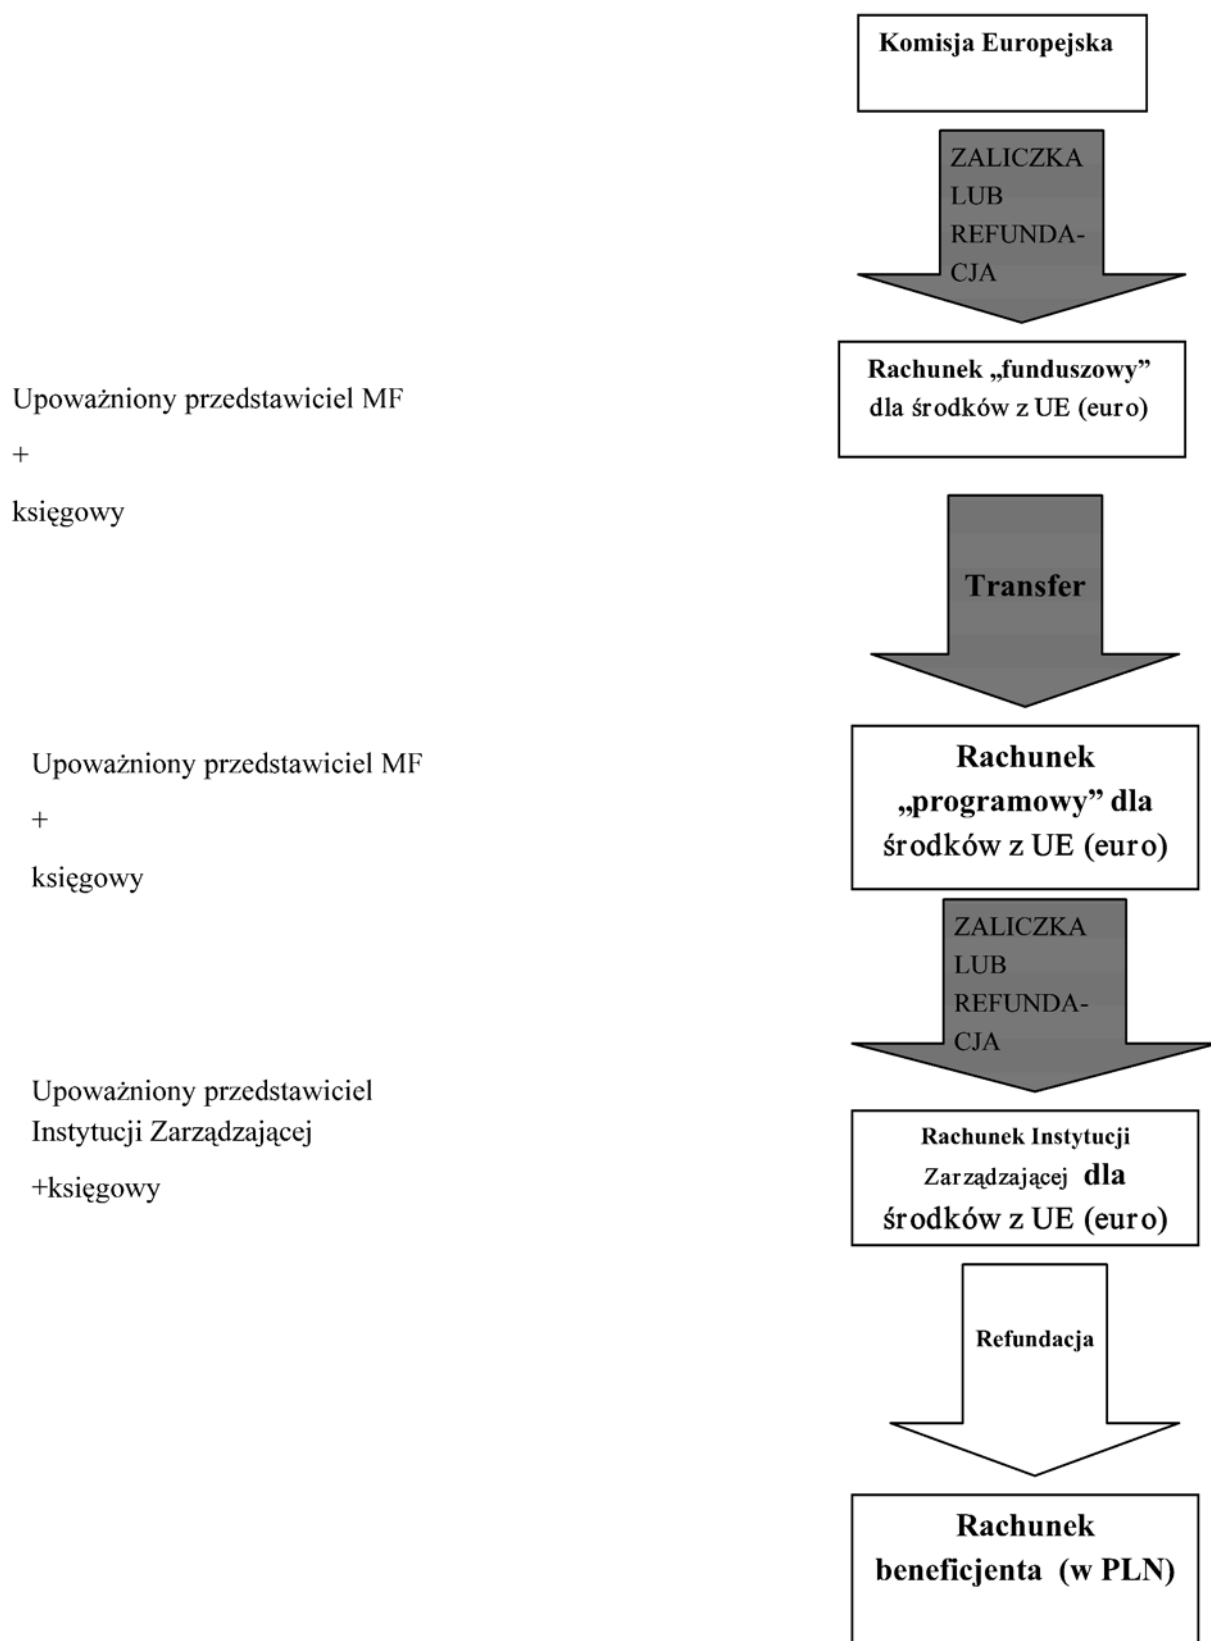 Komisja Europejska
ZALICZKA
LUB
REFUNDA-
CJA
Rachunek „funduszowy”
dla środków z UE (euro)
Upoważniony przedstawiciel MF
+
księgowy
Transfer
Rachunek
„programowy” dla
środków z UE (euro)
Upoważniony przedstawiciel MF
+
księgowy
ZALICZKA
LUB
REFUNDA-
CJA
Upoważniony przedstawiciel
Instytucji Zarządzającej
+księgowy
Rachunek Instytucji
Zarządzającej dla
środków z UE (euro)
Refundacja
Rachunek
beneficjenta (w PLN)